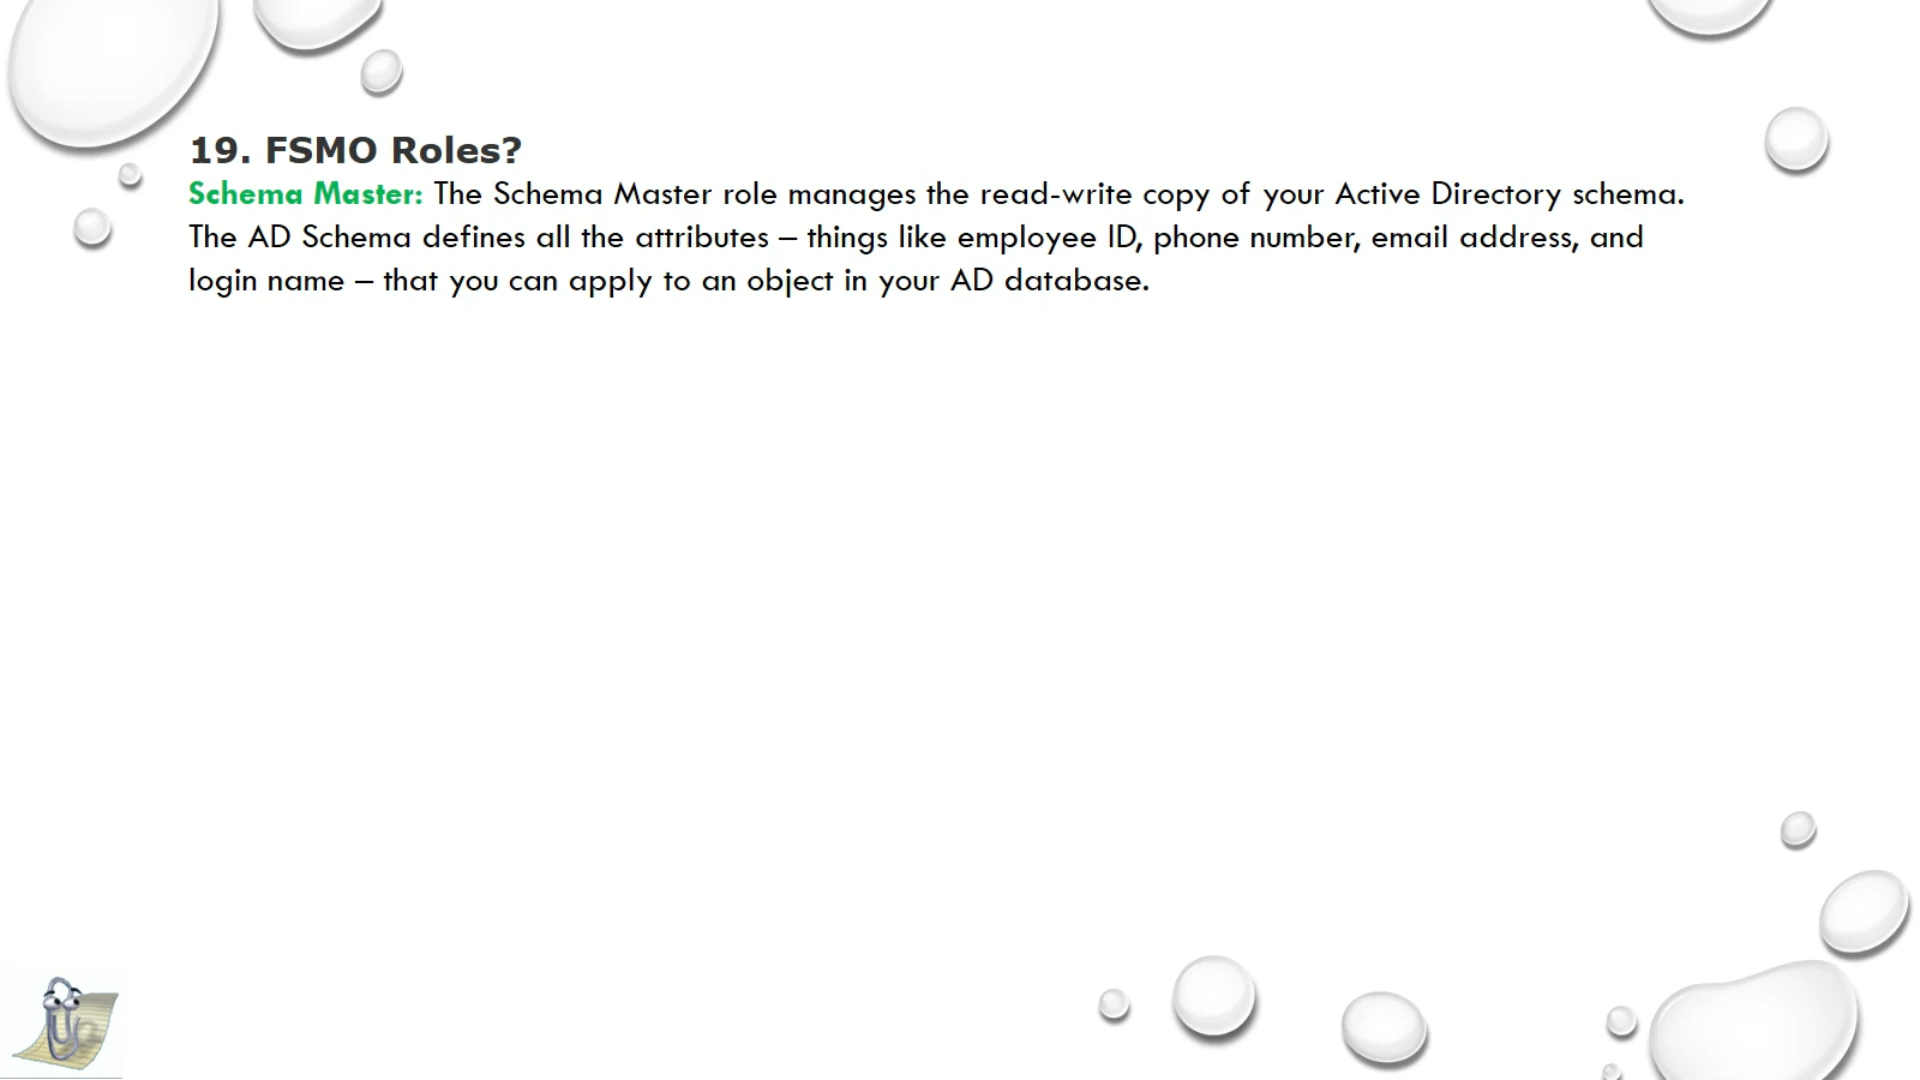 19. FSMO Roles?
Schema Master: The Schema Master role manages the read-write copy of your Active Directory schema.
The AD Schema defines all the attributes – things like employee ID, phone number, email address, and
login name – that you can apply to an object in your AD database.